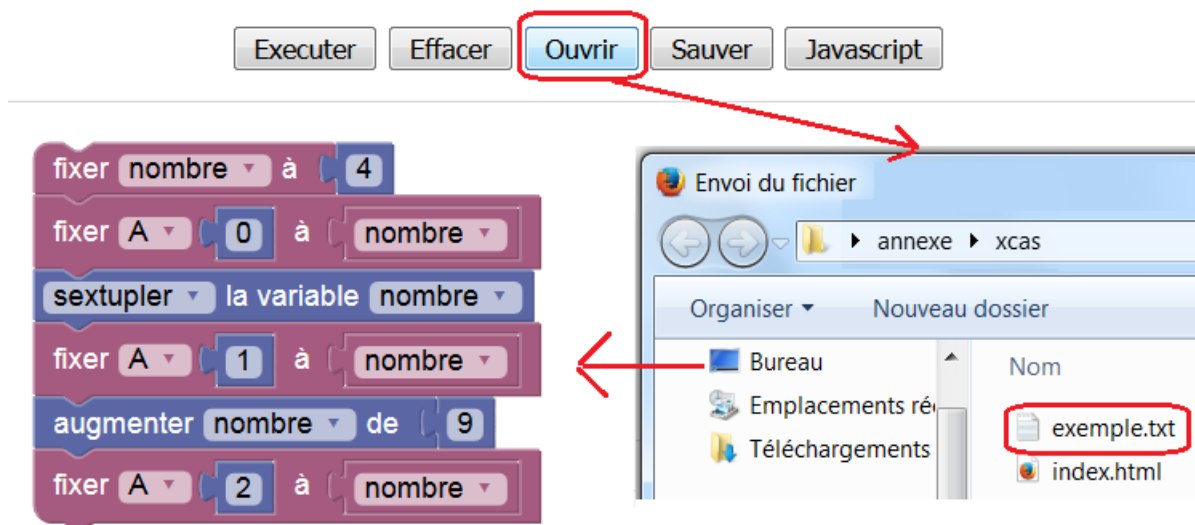 Executer Effacer Ouvrir Sauver Javascript
fixer nombre à 4
fixer A 0 à nombre
sextupler la variable nombre
fixer A 1 à nombre
augmenter nombre de 9
fixer A 2 à nombre
Envoi du fichier
annexe xcas
Organiser Nouveau dossier
Bureau
Emplacements ré
Téléchargements
Nom
exemple.txt
index.html